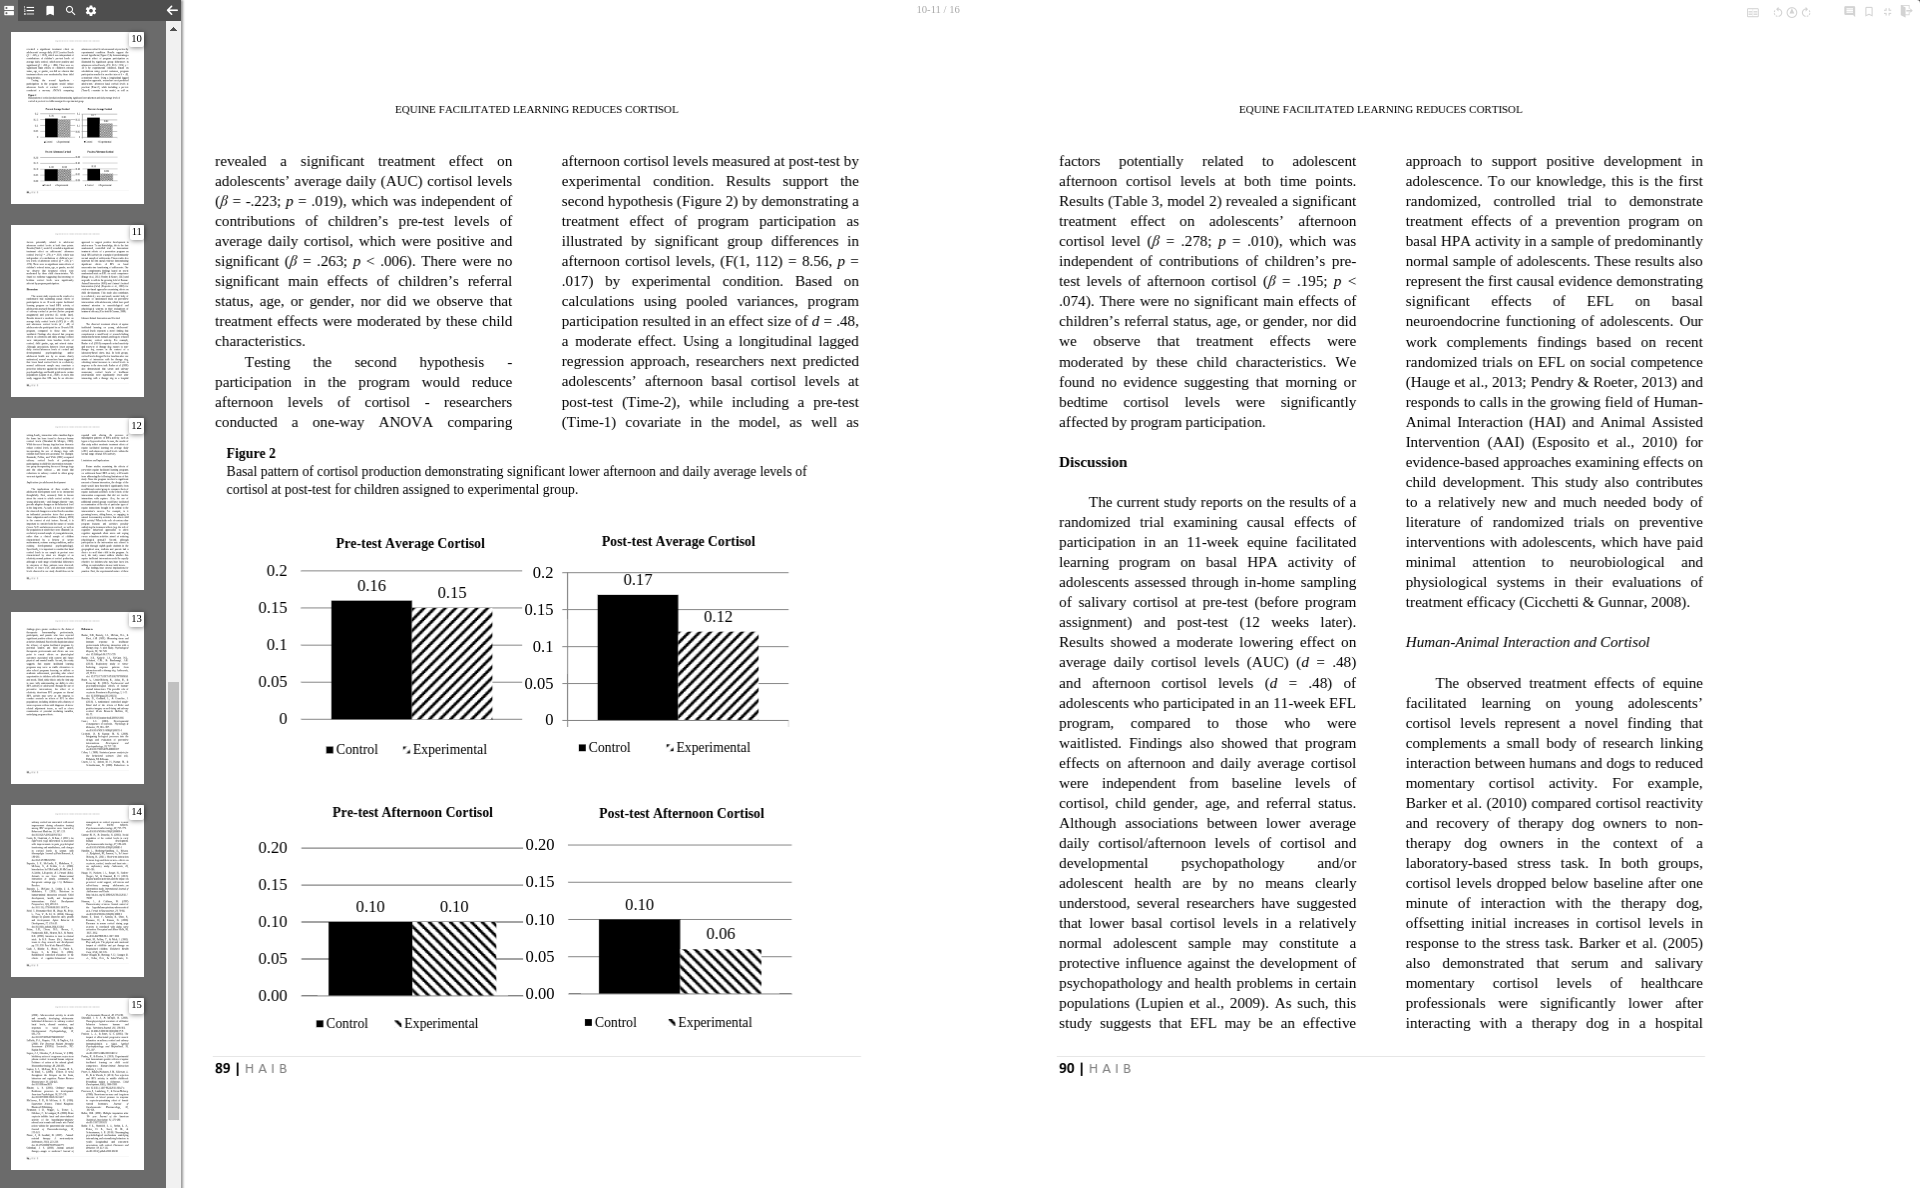 10-11 / 16
10
11
12
13
14
15
EQUINE FACILITATED LEARNING REDUCES CORTISOL
revealed a significant treatment effect on
adolescents’ average daily (AUC) cortisol levels
(β = -.223; p = .019), which was independent of
contributions of children’s pre-test levels of
average daily cortisol, which were positive and
significant (β = .263; p < .006). There were no
significant main effects of children’s referral
status, age, or gender, nor did we observe that
treatment effects were moderated by these child
characteristics.
Testing the second hypothesis -
participation in the program would reduce
afternoon levels of cortisol - researchers
conducted a one-way ANOVA comparing
afternoon cortisol levels measured at post-test by
experimental condition. Results support the
second hypothesis (Figure 2) by demonstrating a
treatment effect of program participation as
illustrated by significant group differences in
afternoon cortisol levels, (F(1, 112) = 8.56, p =
.017) by experimental condition. Based on
calculations using pooled variances, program
participation resulted in an effect size of d = .48,
a moderate effect. Using a longitudinal lagged
regression approach, researchers next predicted
adolescents’ afternoon basal cortisol levels at
post-test (Time-2), while including a pre-test
(Time-1) covariate in the model, as well as
Figure 2
Basal pattern of cortisol production demonstrating significant lower afternoon and daily average levels of
cortisol at post-test for children assigned to experimental group.
Pre-test Average Cortisol
0.2
0.15
0.1
0.05
0
0.16
0.15
Control Experimental
Post-test Average Cortisol
0.2
0.15
0.1
0.05
0
0.17
0.12
Control Experimental
Pre-test Afternoon Cortisol
0.20
0.15
0.10
0.05
0.00
0.10
0.10
Control Experimental
Post-test Afternoon Cortisol
0.20
0.15
0.10
0.05
0.00
0.10
0.06
Control Experimental
89 | HAIB
EQUINE FACILITATED LEARNING REDUCES CORTISOL
factors potentially related to adolescent
afternoon cortisol levels at both time points.
Results (Table 3, model 2) revealed a significant
treatment effect on adolescents’ afternoon
cortisol level (β = .278; p = .010), which was
independent of contributions of children’s pre-
test levels of afternoon cortisol (β = .195; p <
.074). There were no significant main effects of
children’s referral status, age, or gender, nor did
we observe that treatment effects were
moderated by these child characteristics. We
found no evidence suggesting that morning or
bedtime cortisol levels were significantly
affected by program participation.
Discussion
The current study reports on the results of a
randomized trial examining causal effects of
participation in an 11-week equine facilitated
learning program on basal HPA activity of
adolescents assessed through in-home sampling
of salivary cortisol at pre-test (before program
assignment) and post-test (12 weeks later).
Results showed a moderate lowering effect on
average daily cortisol levels (AUC) (d = .48)
and afternoon cortisol levels (d = .48) of
adolescents who participated in an 11-week EFL
program, compared to those who were
waitlisted. Findings also showed that program
effects on afternoon and daily average cortisol
were independent from baseline levels of
cortisol, child gender, age, and referral status.
Although associations between lower average
daily cortisol/afternoon levels of cortisol and
developmental psychopathology and/or
adolescent health are by no means clearly
understood, several researchers have suggested
that lower basal cortisol levels in a relatively
normal adolescent sample may constitute a
protective influence against the development of
psychopathology and health problems in certain
populations (Lupien et al., 2009). As such, this
study suggests that EFL may be an effective
approach to support positive development in
adolescence. To our knowledge, this is the first
randomized, controlled trial to demonstrate
treatment effects of a prevention program on
basal HPA activity in a sample of predominantly
normal sample of adolescents. These results also
represent the first causal evidence demonstrating
significant effects of EFL on basal
neuroendocrine functioning of adolescents. Our
work complements findings based on recent
randomized trials on EFL on social competence
(Hauge et al., 2013; Pendry & Roeter, 2013) and
responds to calls in the growing field of Human-
Animal Interaction (HAI) and Animal Assisted
Intervention (AAI) (Esposito et al., 2010) for
evidence-based approaches examining effects on
child development. This study also contributes
to a relatively new and much needed body of
literature of randomized trials on preventive
interventions with adolescents, which have paid
minimal attention to neurobiological and
physiological systems in their evaluations of
treatment efficacy (Cicchetti & Gunnar, 2008).
Human-Animal Interaction and Cortisol
The observed treatment effects of equine
facilitated learning on young adolescents’
cortisol levels represent a novel finding that
complements a small body of research linking
interaction between humans and dogs to reduced
momentary cortisol activity. For example,
Barker et al. (2010) compared cortisol reactivity
and recovery of therapy dog owners to non-
therapy dog owners in the context of a
laboratory-based stress task. In both groups,
cortisol levels dropped below baseline after one
minute of interaction with the therapy dog,
offsetting initial increases in cortisol levels in
response to the stress task. Barker et al. (2005)
also demonstrated that serum and salivary
momentary cortisol levels of healthcare
professionals were significantly lower after
interacting with a therapy dog in a hospital
90 | HAIB